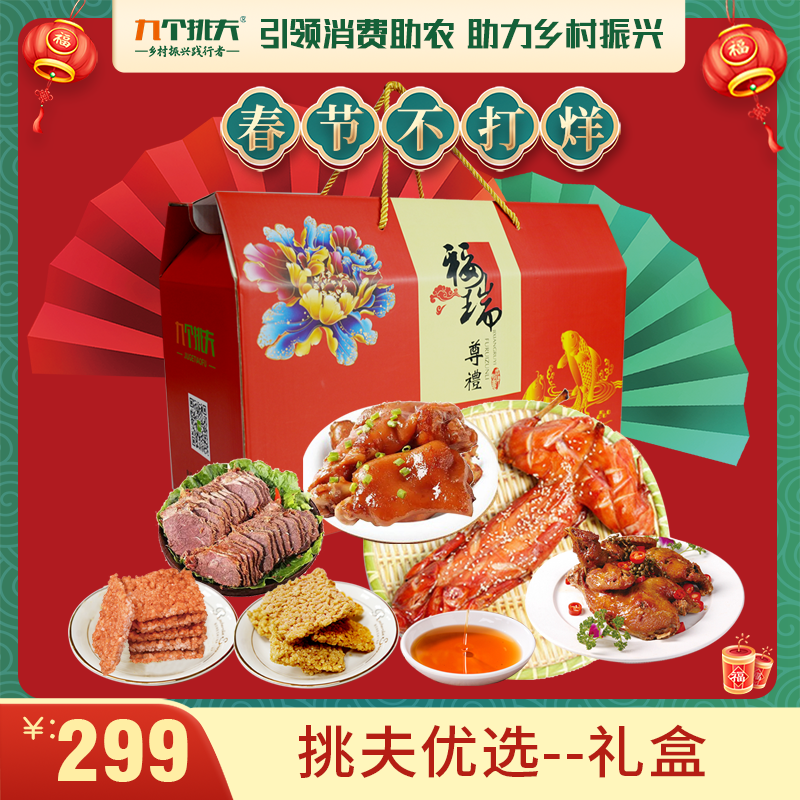 九个挑夫®
乡村振兴践行者
引领消费助农 助力乡村振兴
福
福
春节不打烊
福瑞
尊禮
九个挑夫
福
¥:299
挑夫优选--礼盒